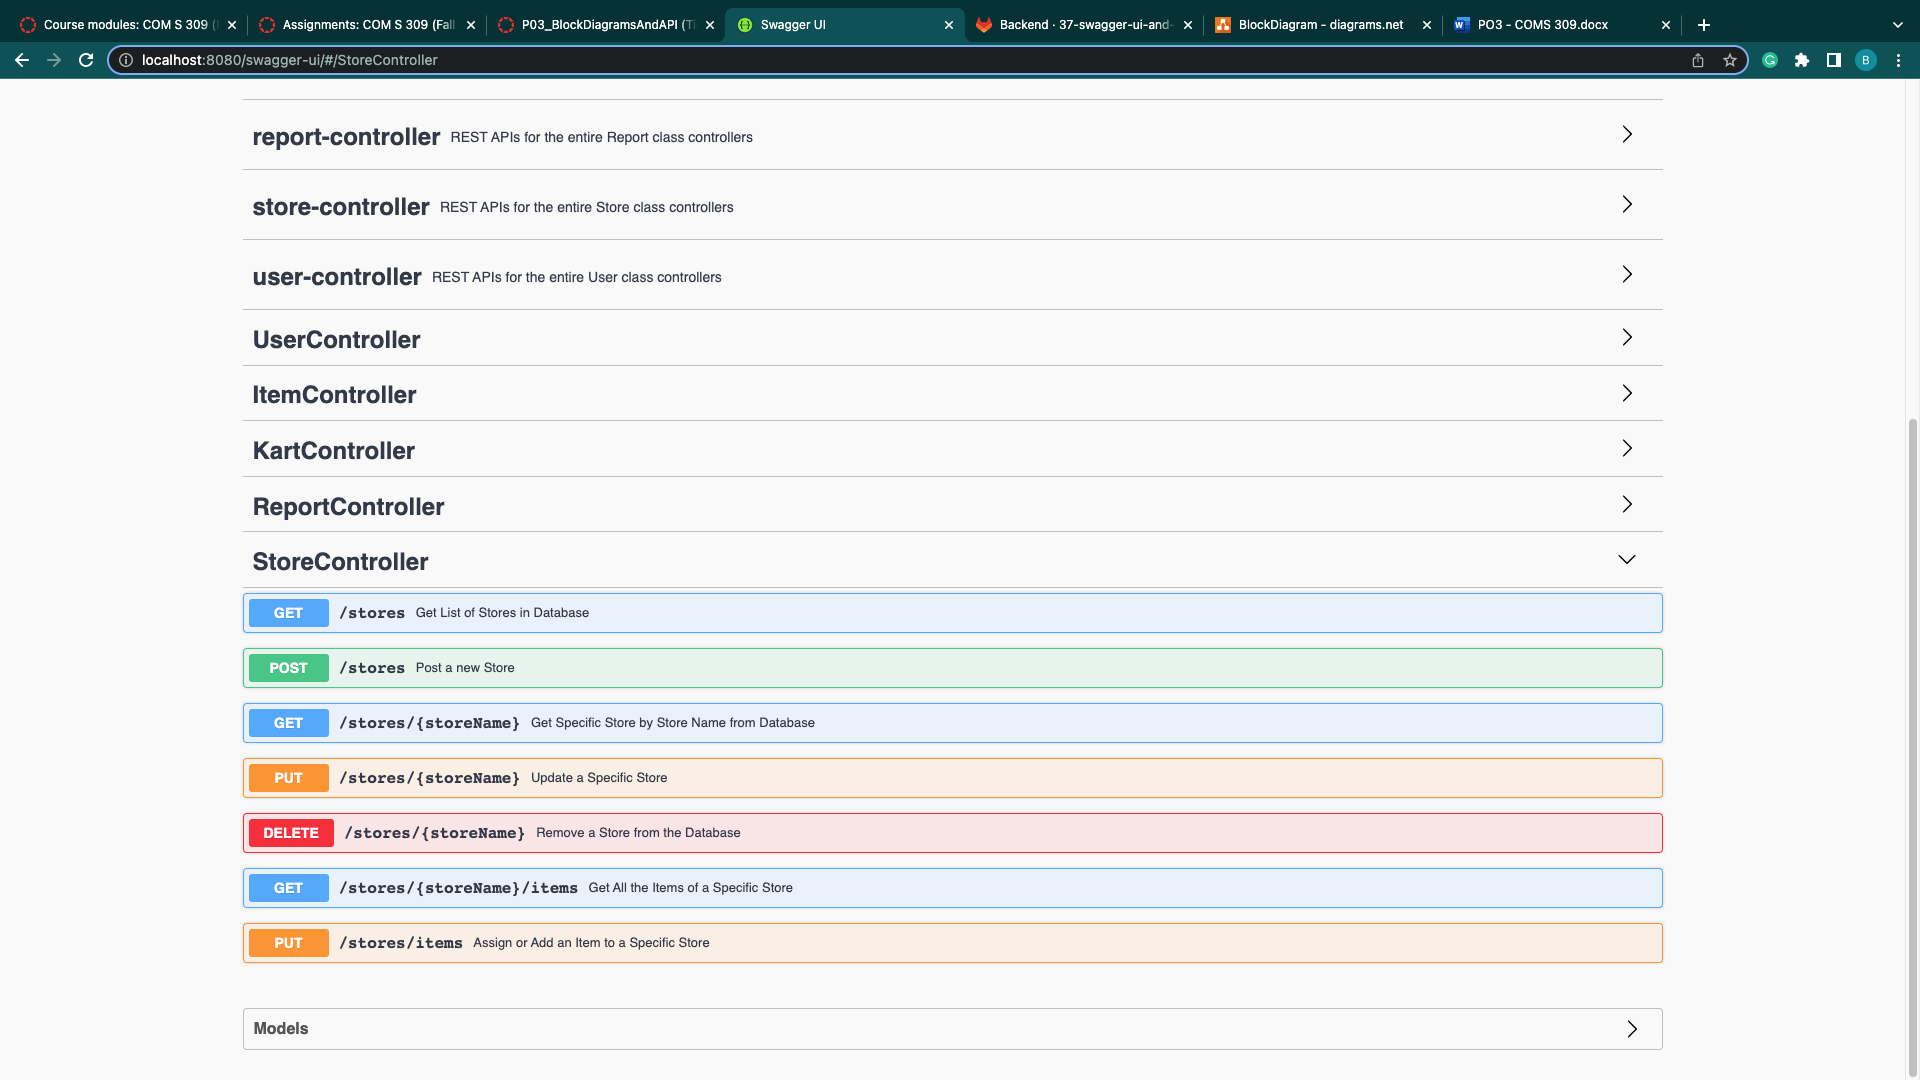 Course modules: COM S 309 (
Assignments: COM S 309 (Fall
P03_BlockDiagramsAndAPI (Ti
Swagger UI
Backend · 37-swagger-ui-and-
BlockDiagram - diagrams.net
PO3 - COMS 309.docx
localhost:8080/swagger-ui/#/StoreController
B
report-controller REST APIs for the entire Report class controllers
store-controller REST APIs for the entire Store class controllers
user-controller REST APIs for the entire User class controllers
UserController
ItemController
KartController
ReportController
StoreController
GET /stores Get List of Stores in Database
POST /stores Post a new Store
GET /stores/{storeName} Get Specific Store by Store Name from Database
PUT /stores/{storeName} Update a Specific Store
DELETE /stores/{storeName} Remove a Store from the Database
GET /stores/{storeName}/items Get All the Items of a Specific Store
PUT /stores/items Assign or Add an Item to a Specific Store
Models